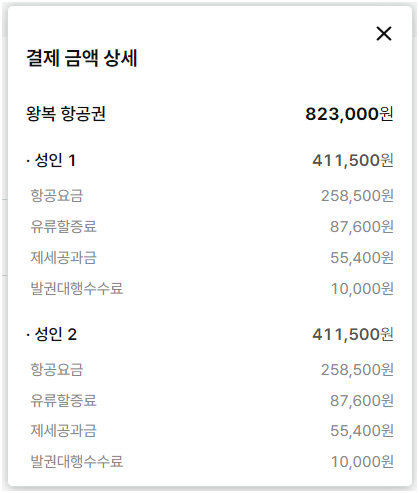 결제 금액 상세
왕복 항공권 823,000원
· 성인 1 411,500원
항공요금 258,500원
유류할증료 87,600원
제세공과금 55,400원
발권대행수수료 10,000원
· 성인 2 411,500원
항공요금 258,500원
유류할증료 87,600원
제세공과금 55,400원
발권대행수수료 10,000원